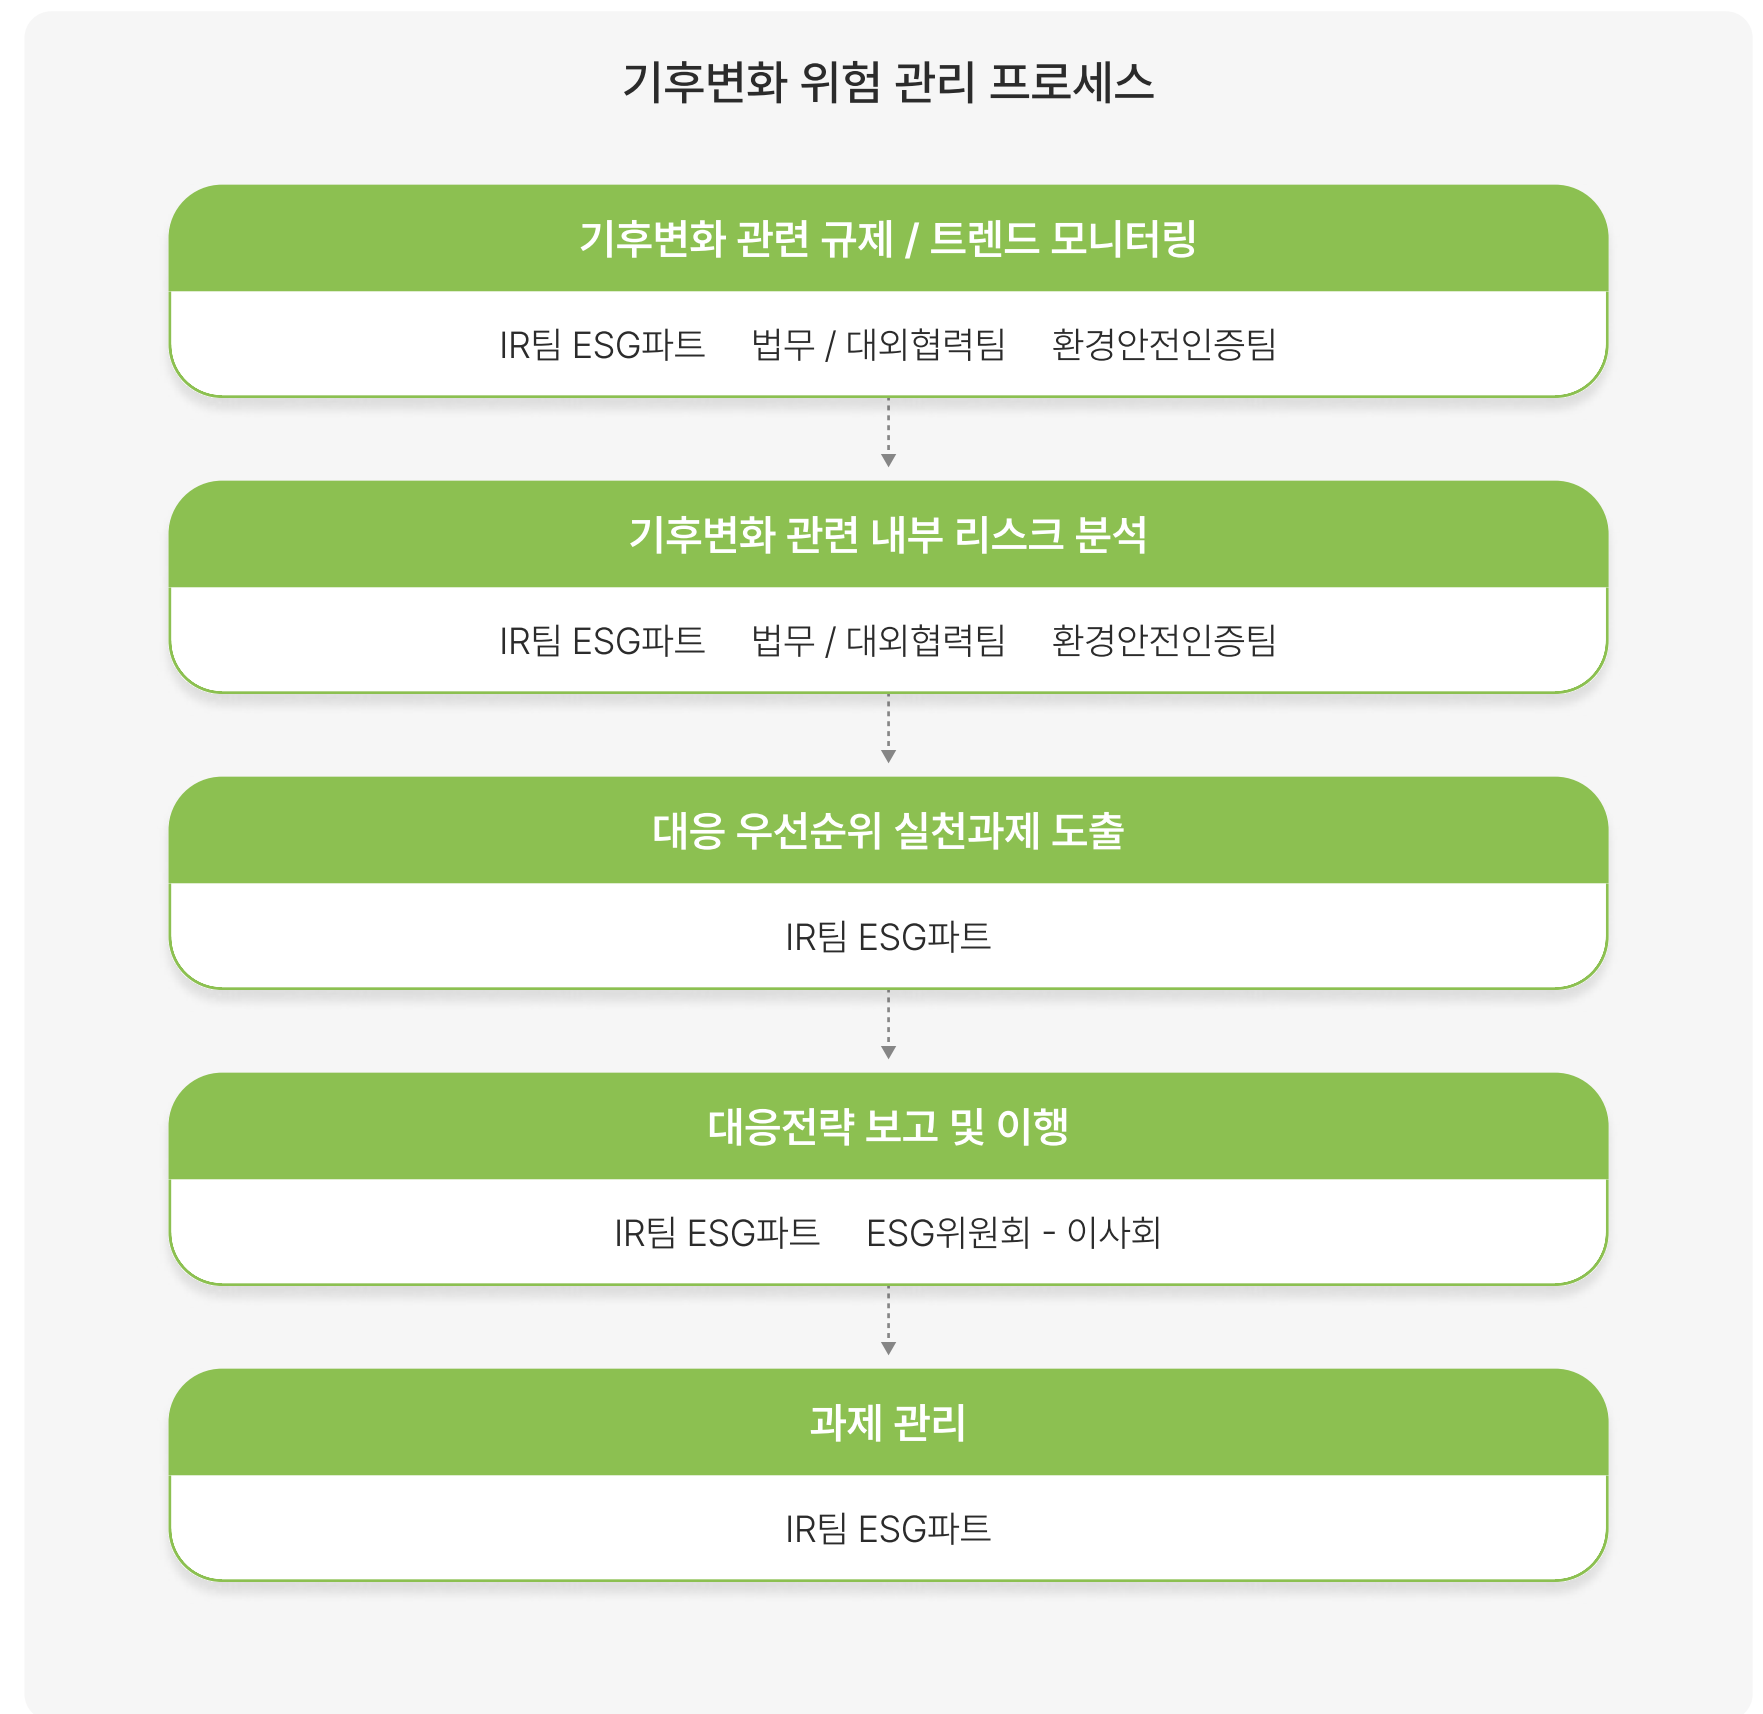 기후변화 위험 관리 프로세스
기후변화 관련 규제 / 트렌드 모니터링
IR팀 ESG파트 법무 / 대외협력팀 환경안전인증팀
기후변화 관련 내부 리스크 분석
IR팀 ESG파트 법무 / 대외협력팀 환경안전인증팀
대응 우선순위 실천과제 도출
IR팀 ESG파트
대응전략 보고 및 이행
IR팀 ESG파트 ESG위원회 - 이사회
과제 관리
IR팀 ESG파트